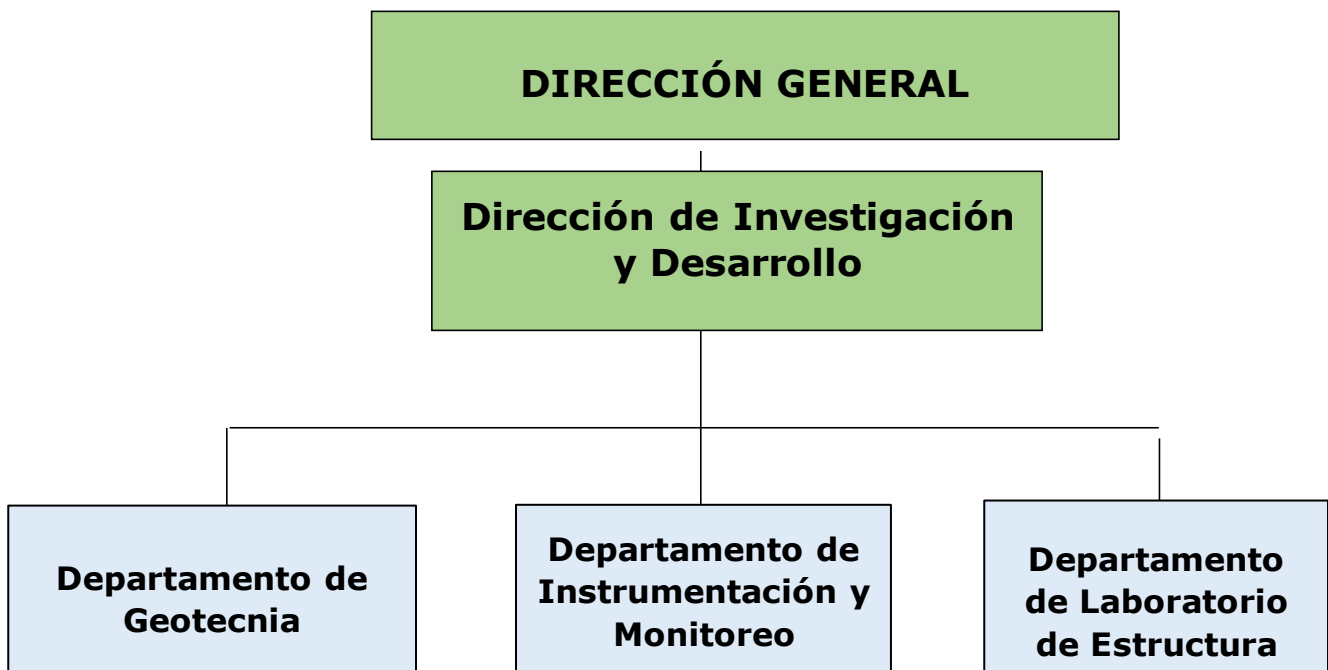 DIRECCIÓN GENERAL
Dirección de Investigación
y Desarrollo
Departamento de
Geotecnia
Departamento de
Instrumentación y
Monitoreo
Departamento
de Laboratorio
de Estructura